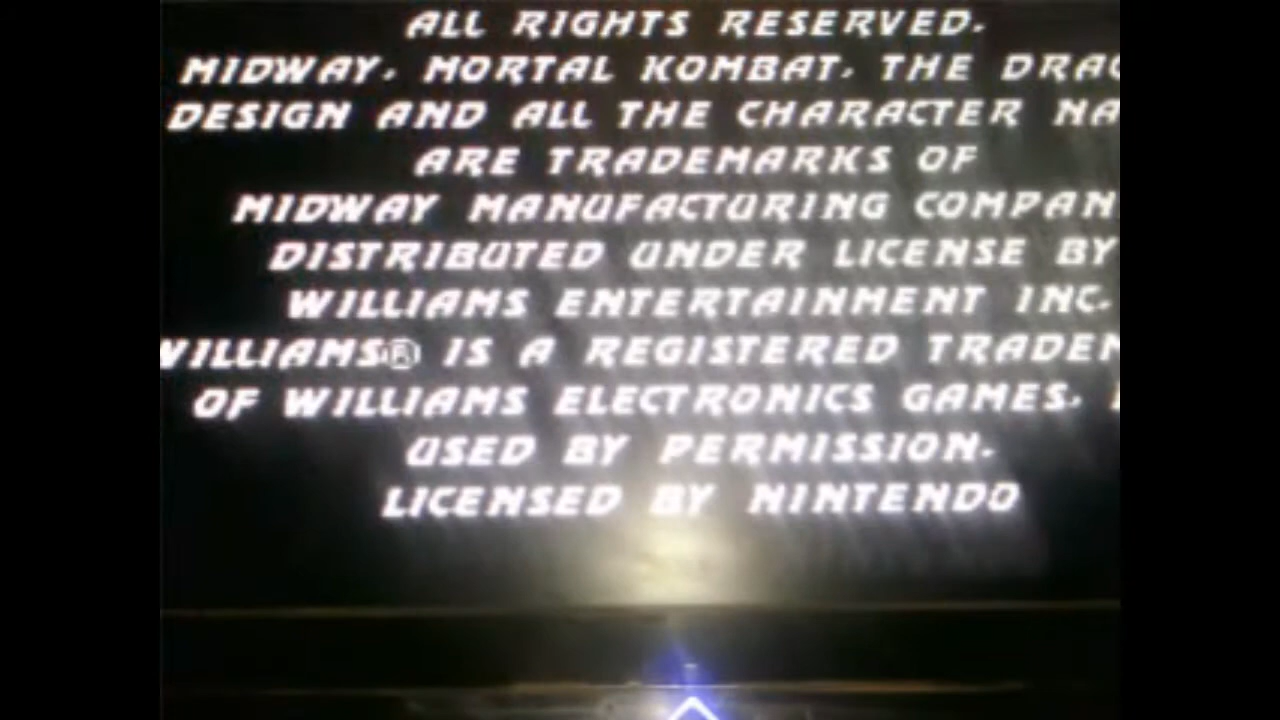 ALL RIGHTS RESERVED.
MIDWAY, MORTAL KOMBAT, THE DRAG
DESIGN AND ALL THE CHARACTER NA
ARE TRADEMARKS OF
MIDWAY MANUFACTURING COMPAN
DISTRIBUTED UNDER LICENSE BY
WILLIAMS ENTERTAINMENT INC.
WILLIAMS® IS A REGISTERED TRADEM
OF WILLIAMS ELECTRONICS GAMES,
USED BY PERMISSION.
LICENSED BY NINTENDO